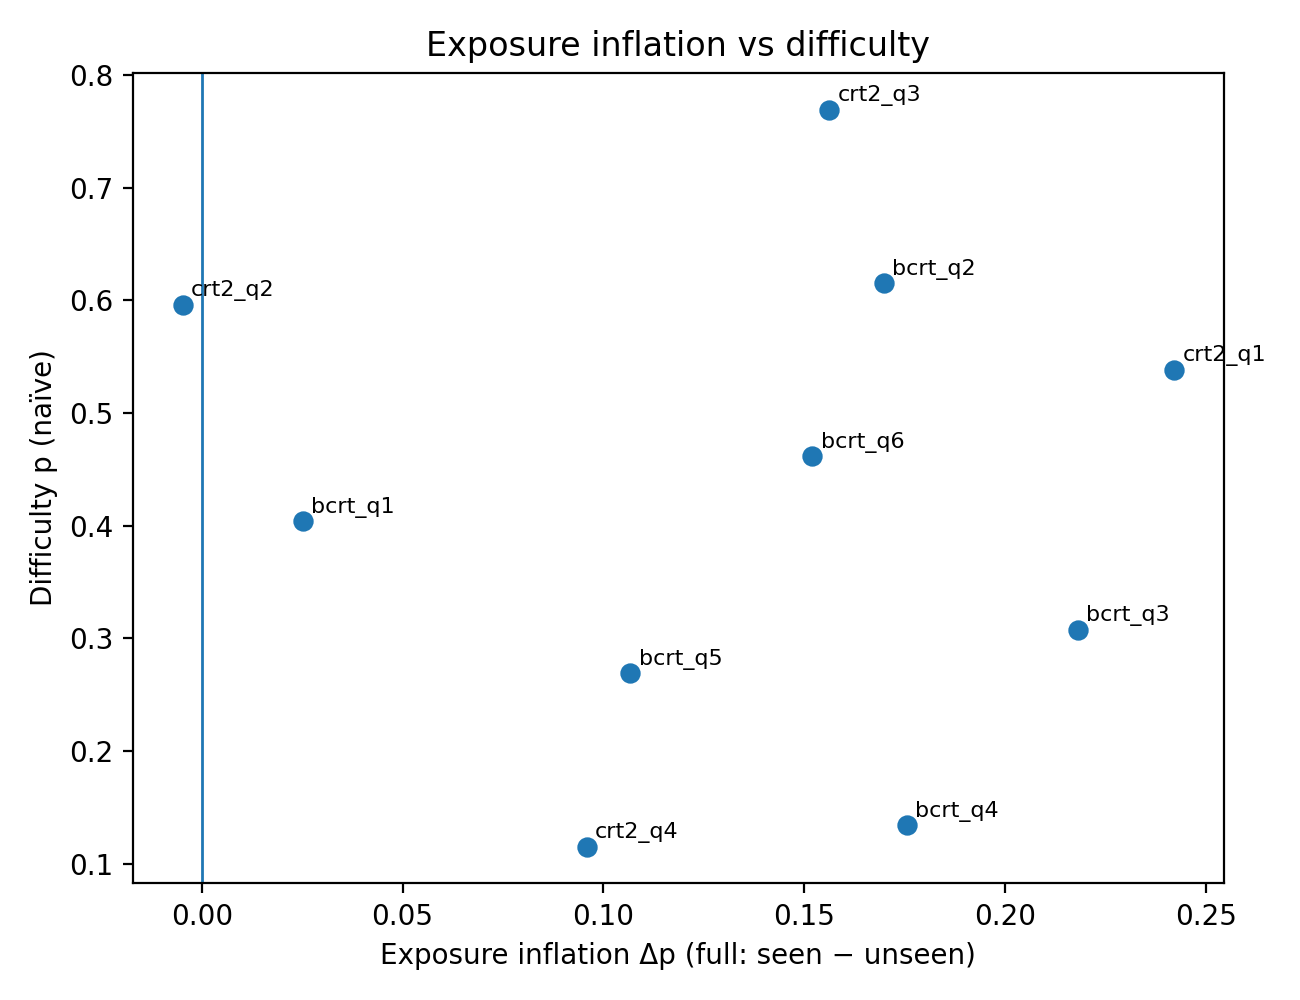 Exposure inflation vs difficulty
0.8
0.7
0.6
0.5
0.4
0.3
0.2
0.1
Difficulty p (naïve)
crt2_q3
bcrt_q2
crt2_q2
crt2_q1
bcrt_q6
bcrt_q1
bcrt_q3
bcrt_q5
bcrt_q4
crt2_q4
0.00 0.05 0.10 0.15 0.20 0.25
Exposure inflation Δp (full: seen − unseen)